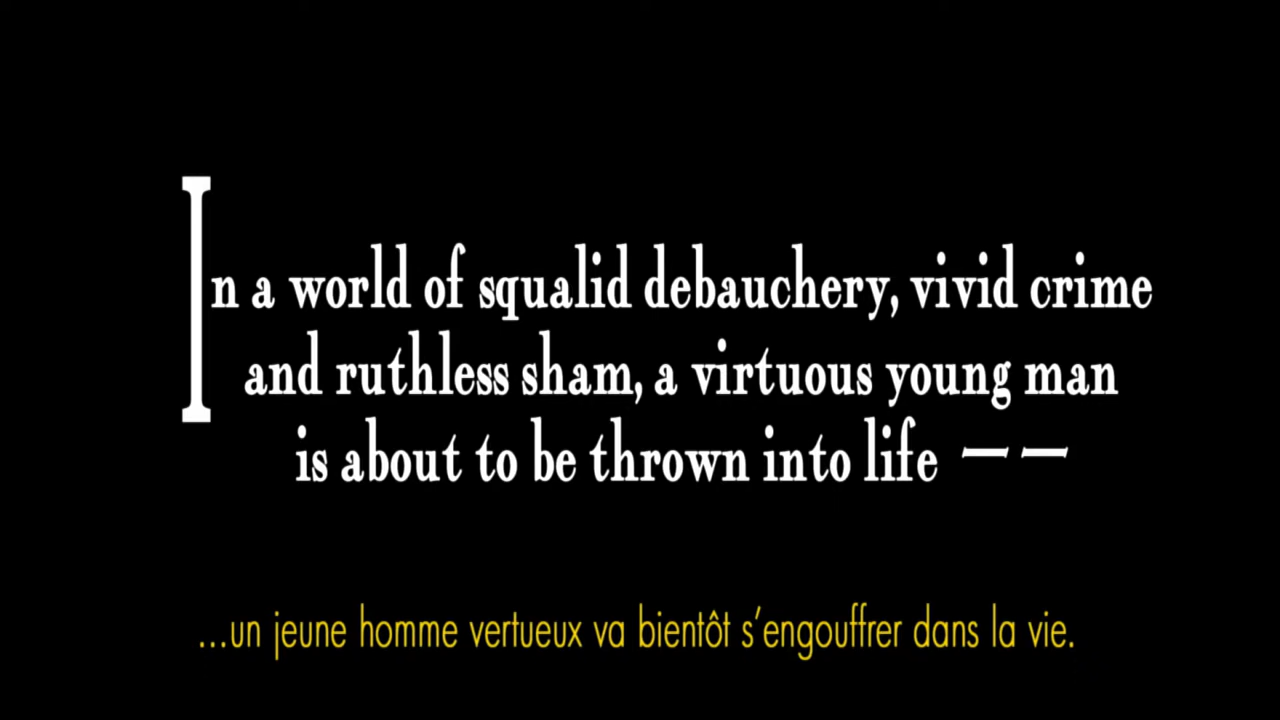 In a world of squalid debauchery, vivid crime
and ruthless sham, a virtuous young man
is about to be thrown into life — —
...un jeune homme vertueux va bientôt s’engouffrer dans la vie.